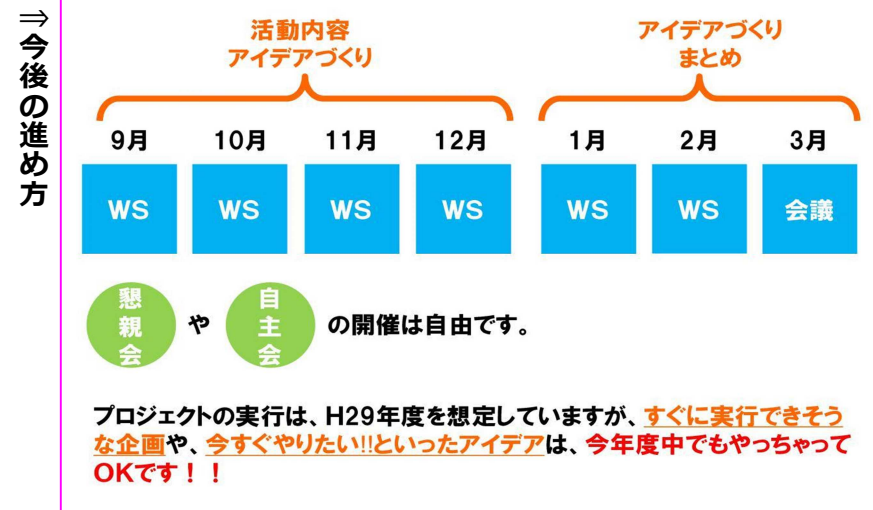 ⇒今後の進め方
活動内容
アイデアづくり
アイデアづくり
まとめ
9月
10月
11月
12月
1月
2月
3月
WS
WS
WS
WS
WS
WS
会議
懇親会
や
自主会
の開催は自由です。
プロジェクトの実行は、H29年度を想定していますが、すぐに実行できそう
な企画や、今すぐやりたい!!といったアイデアは、今年度中でもやっちゃって
OKです！！